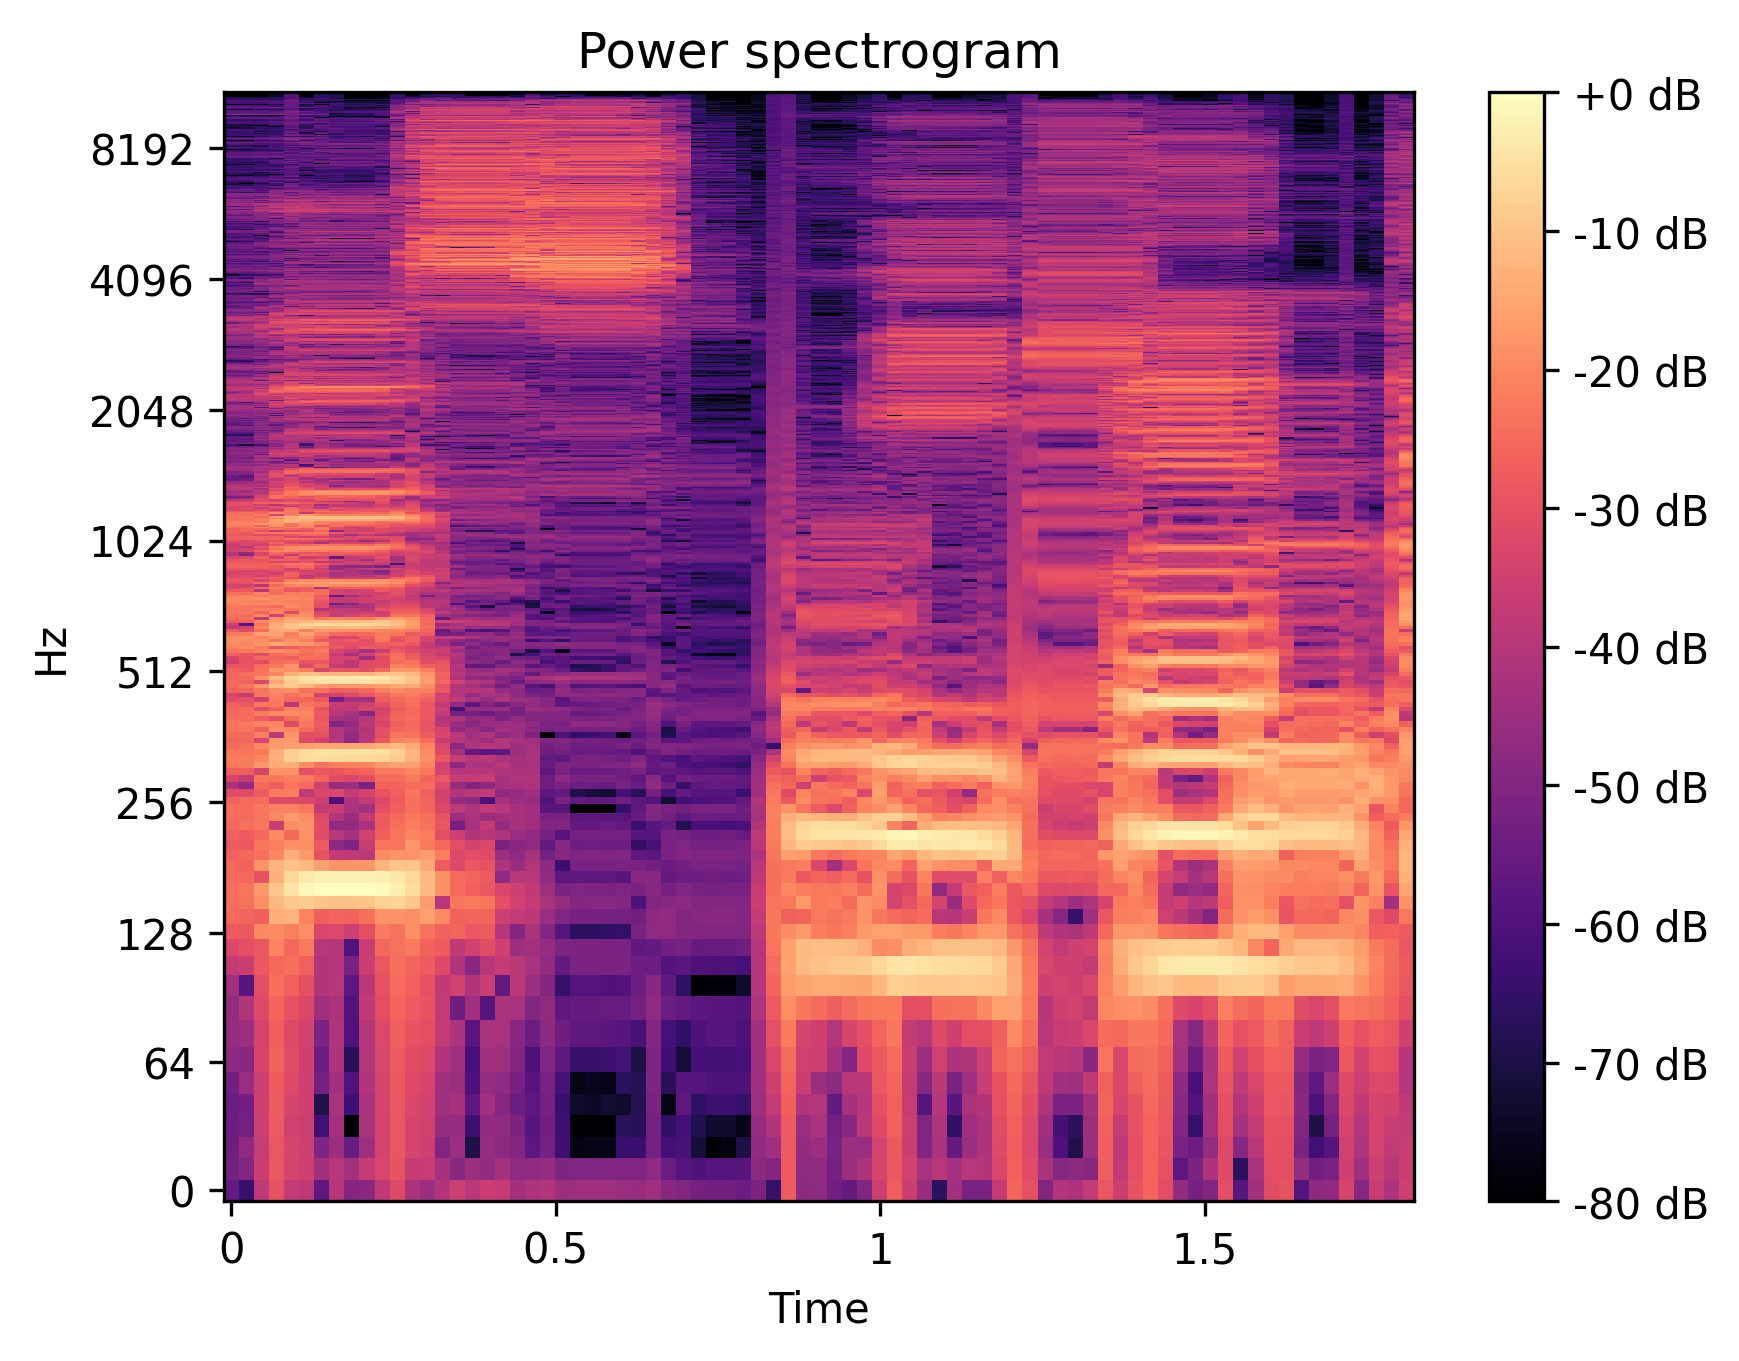 Power spectrogram
8192
4096
2048
1024
512
256
128
64
0
Hz
0 0.5 1 1.5
Time
+0 dB
-10 dB
-20 dB
-30 dB
-40 dB
-50 dB
-60 dB
-70 dB
-80 dB